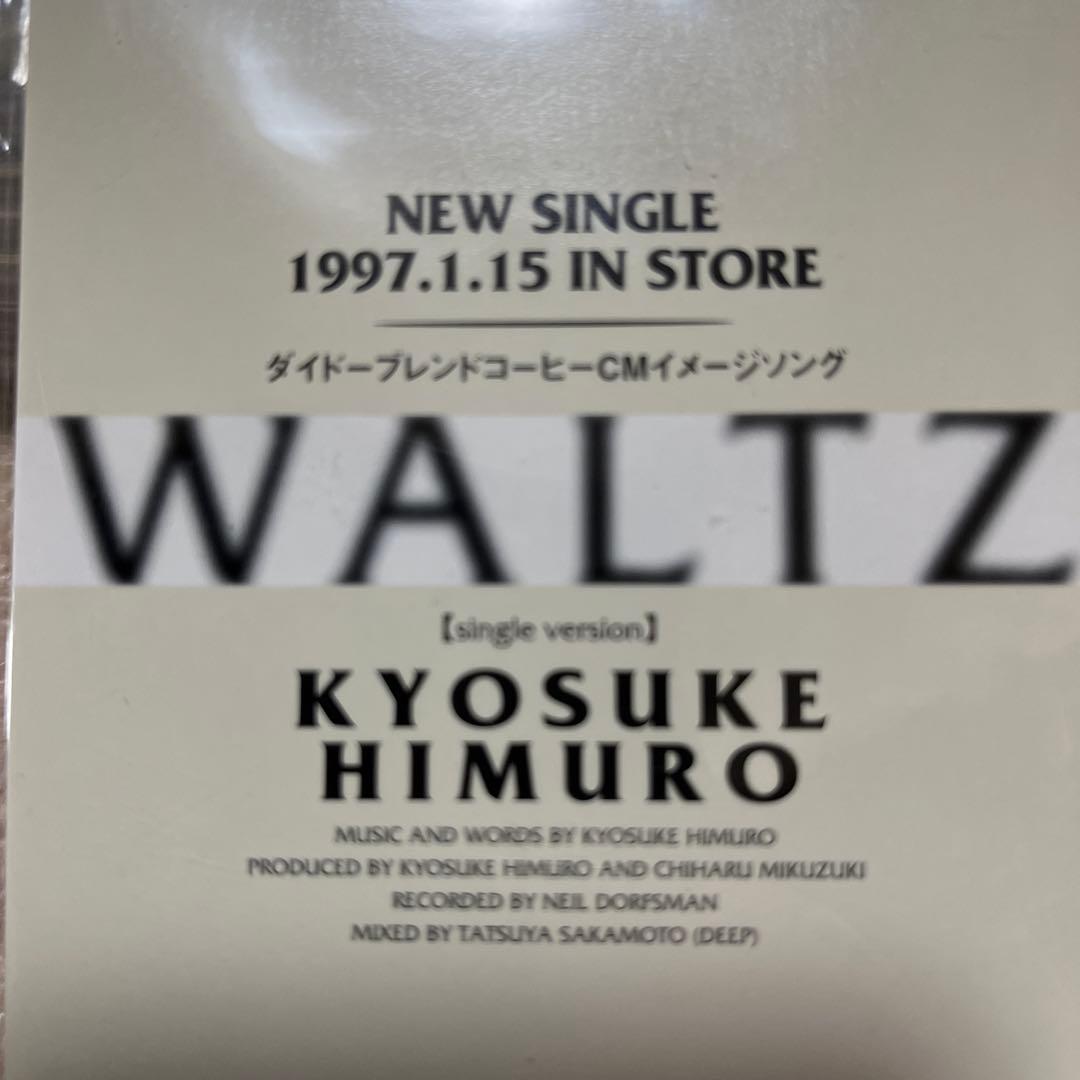 NEW SINGLE
1997.1.15 IN STORE
ダイドーブレンドコーヒーCMイメージソング
WALTZ
【single version】
KYOSUKE
HIMURO
MUSIC AND WORDS BY KYOSUKE HIMURO
PRODUCED BY KYOSUKE HIMURO AND CHIHARU MIKUZUKI
RECORDED BY NEIL DORFSMAN
MIXED BY TATSUYA SAKAMOTO (DEEP)